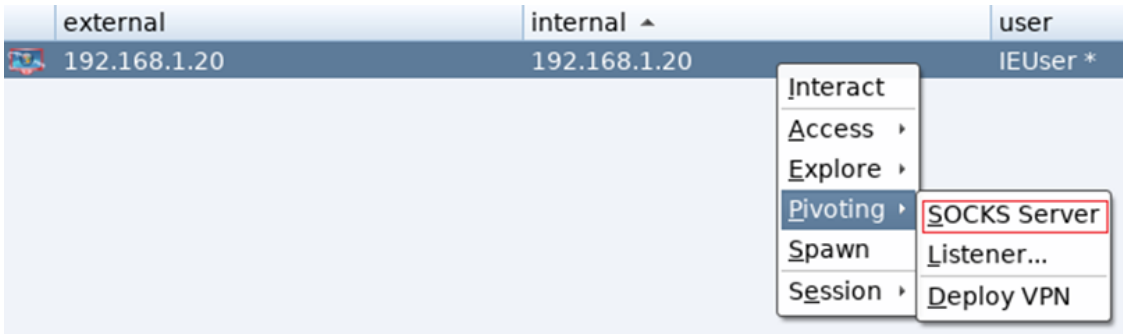 external internal user
192.168.1.20 192.168.1.20 IEUser *
Interact
Access
Explore
Pivoting
SOCKS Server
Spawn
Listener...
Session
Deploy VPN